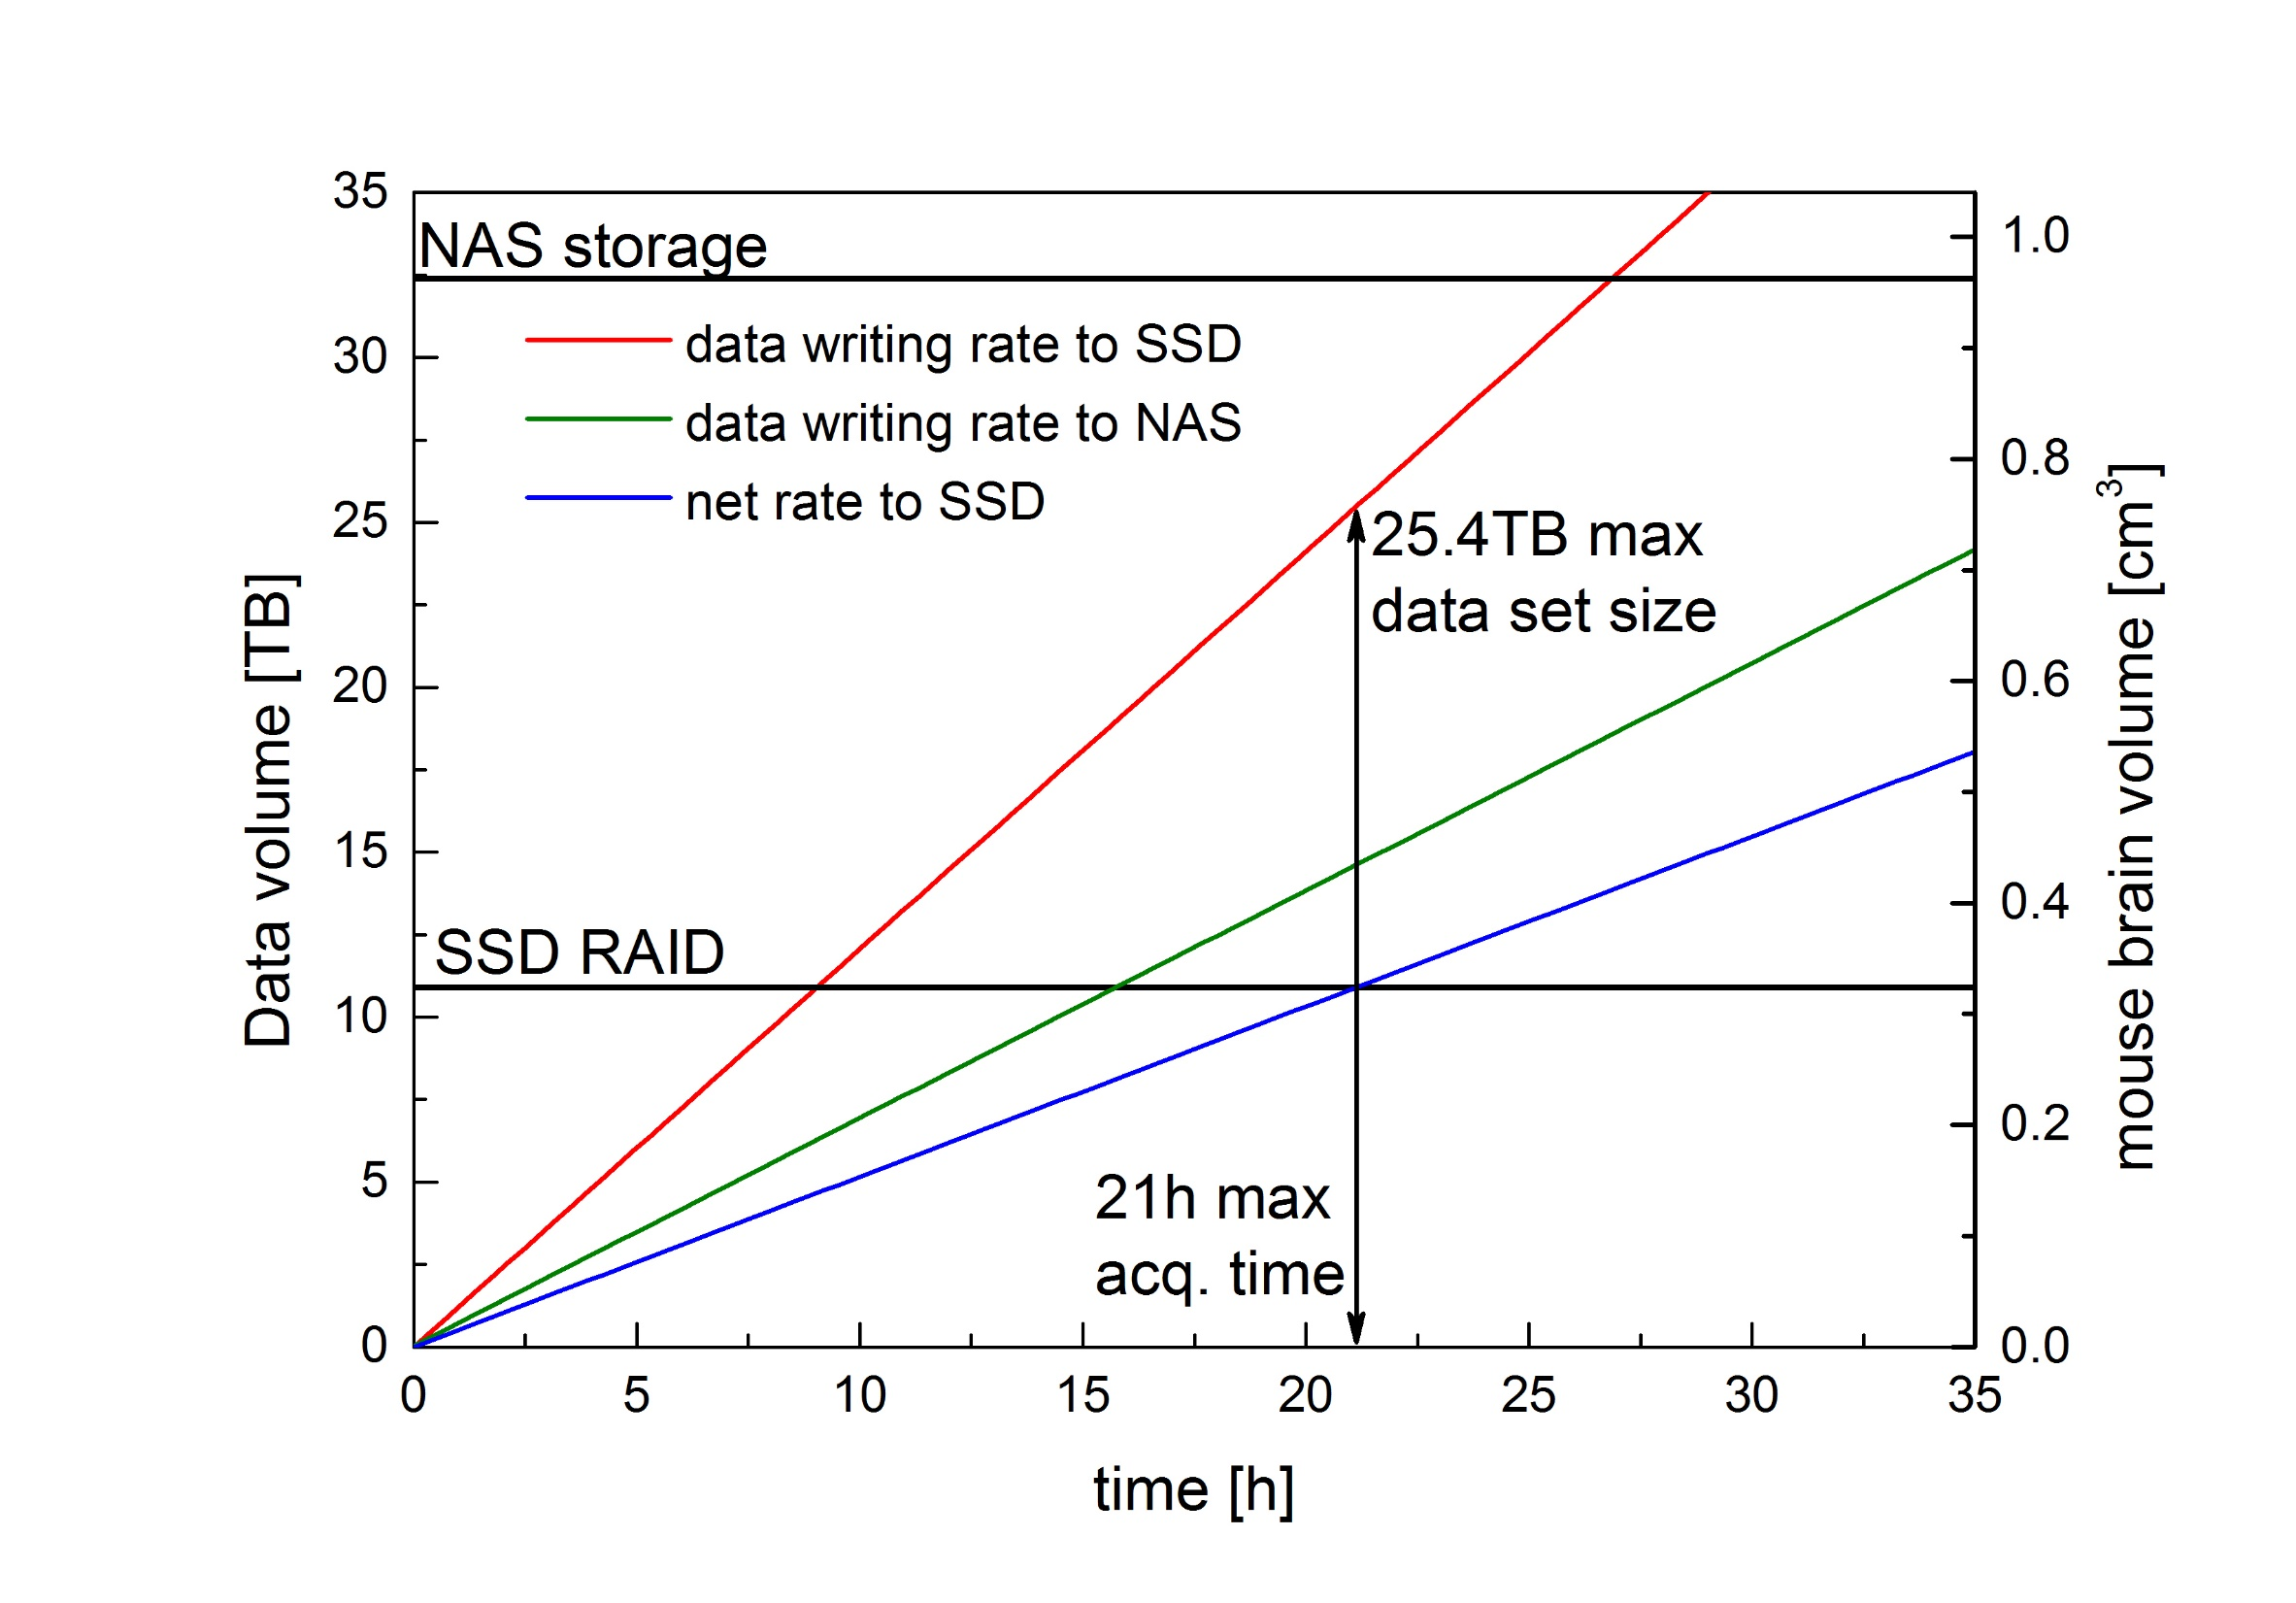 35
NAS storage
1.0
data writing rate to SSD
30
data writing rate to NAS
0.8
net rate to SSD
25
25.4TB max
data set size
20
0.6
15
0.4
SSD RAID
10
5
0.2
21h max
acq. time
0
0.0
0 5 10 15 20 25 30 35
time [h]
Data volume [TB]
mouse brain volume [cm³]